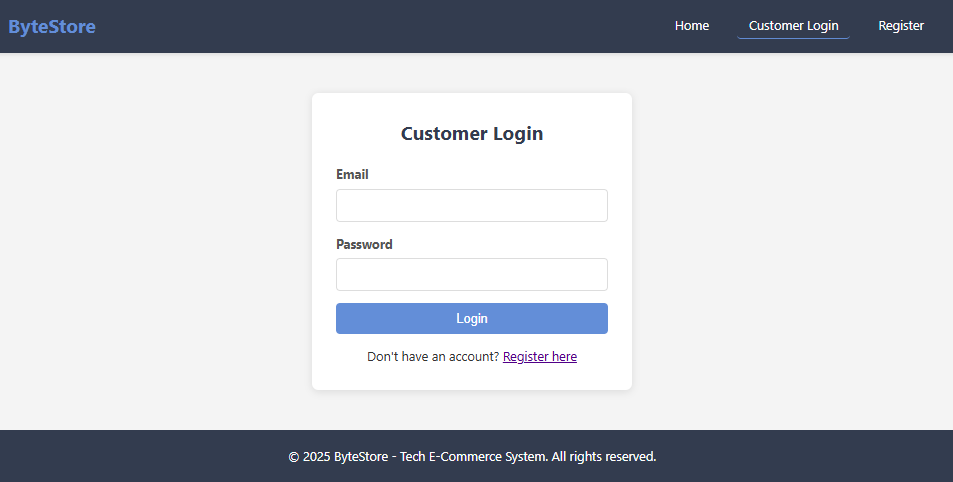 ByteStore
Home Customer Login Register
Customer Login
Email
Password
Login
Don't have an account? Register here
© 2025 ByteStore - Tech E-Commerce System. All rights reserved.